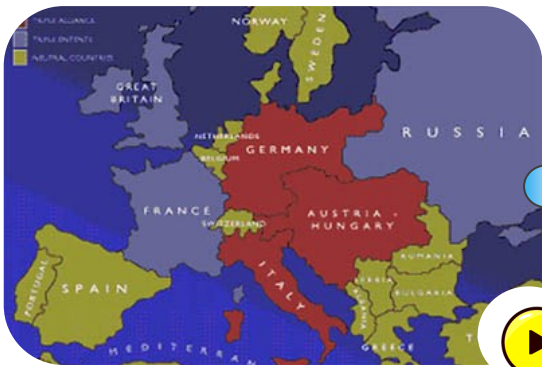 TRIPLE ALLIANCE
TRIPLE ENTENTE
NEUTRAL COUNTRIES
NORWAY
SWEDEN
GREAT
BRITAIN
RUSSIA
NETHERLANDS
BELGIUM
GERMANY
FRANCE
SWITZERLAND
AUSTRIA -
HUNGARY
PORTUGAL
SPAIN
ITALY
RUMANIA
BULGARIA
GREECE
T
MEDITERRAN